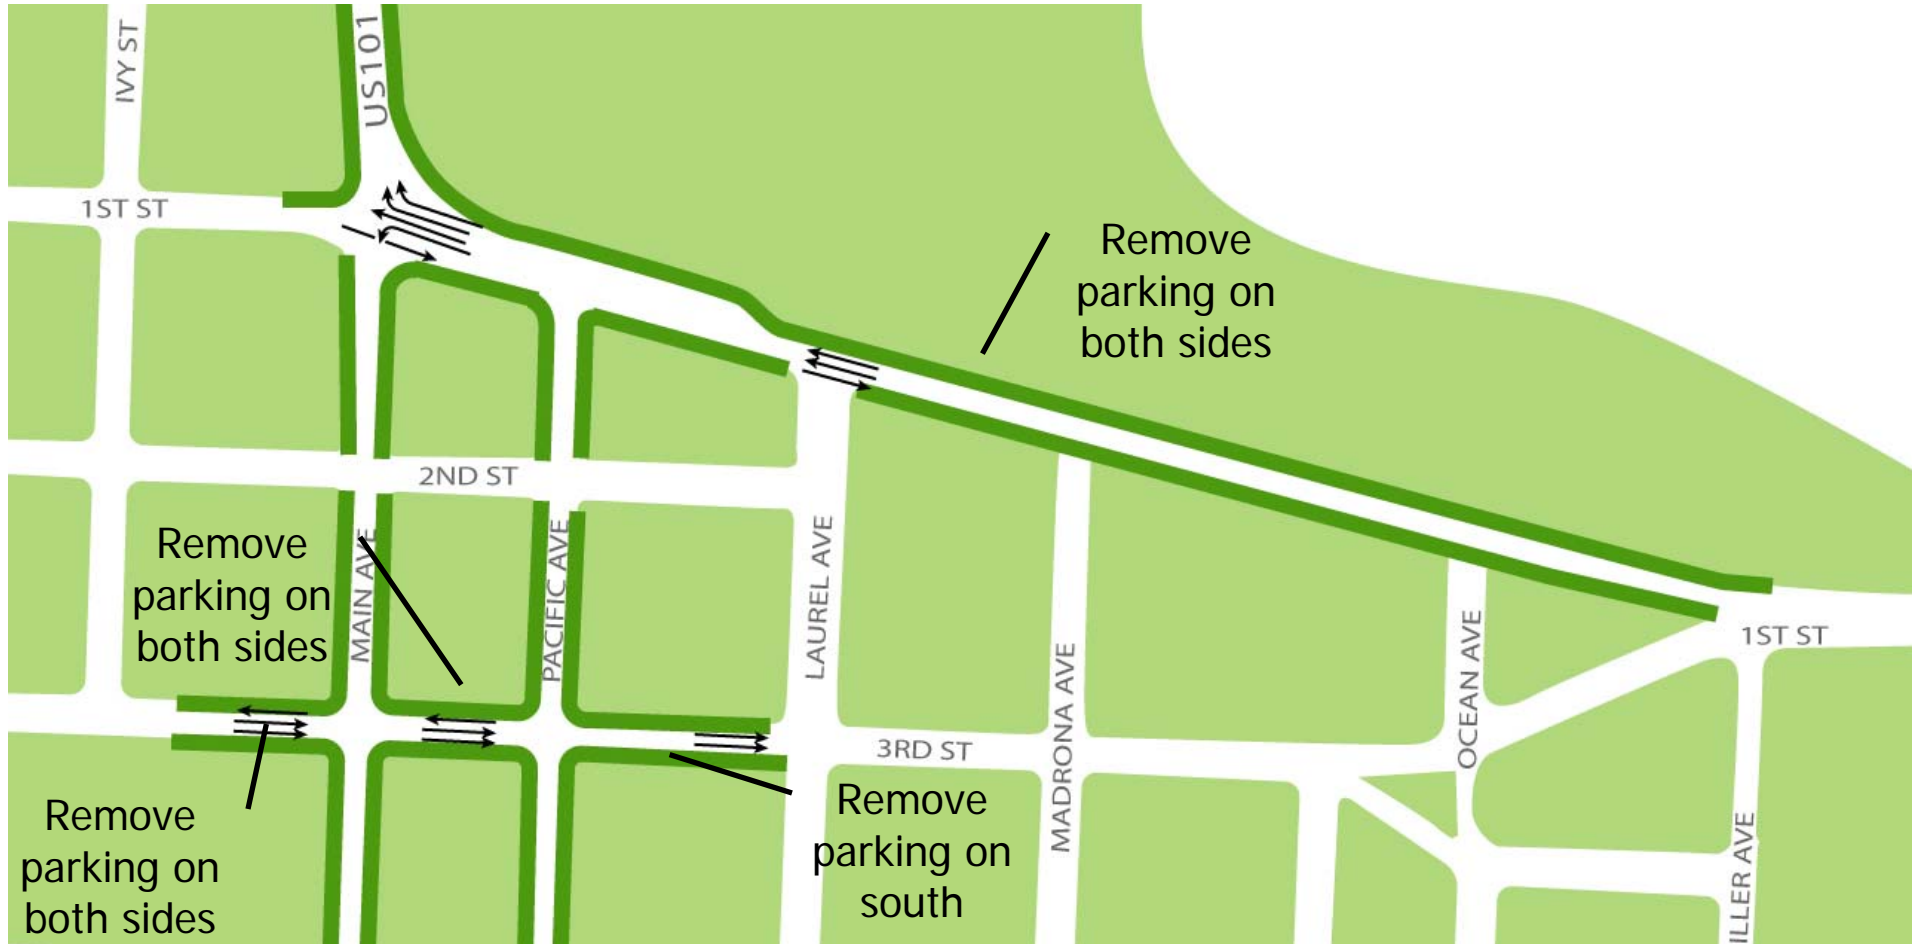 IVY ST
US101
1ST ST
Remove
parking on
both sides
2ND ST
Remove
parking on
both sides
MAIN AVE
PACIFIC AVE
LAUREL AVE
MADRONA AVE
OCEAN AVE
1ST ST
3RD ST
Remove
parking on
both sides
Remove
parking on
south
ILLER AVE